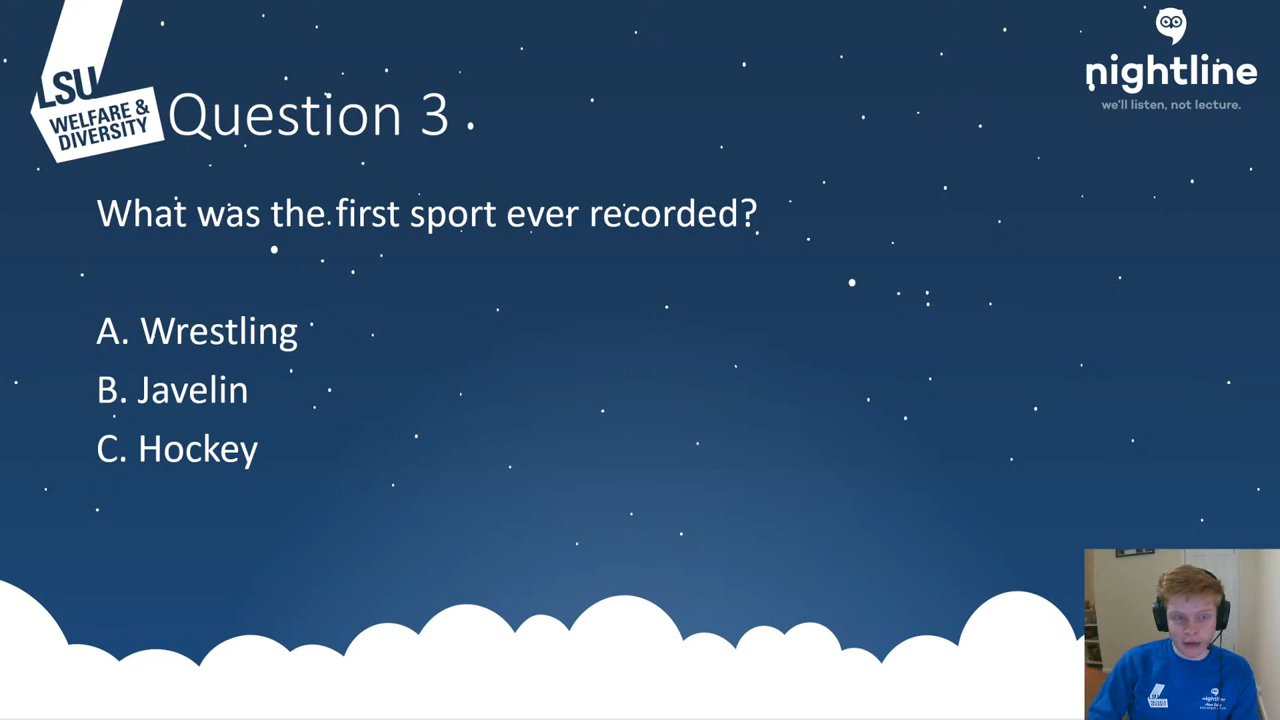 LSU
WELFARE &
DIVERSITY
nightline
we'll listen, not lecture.
Question 3
What was the first sport ever recorded?
A. Wrestling
B. Javelin
C. Hockey
nightline